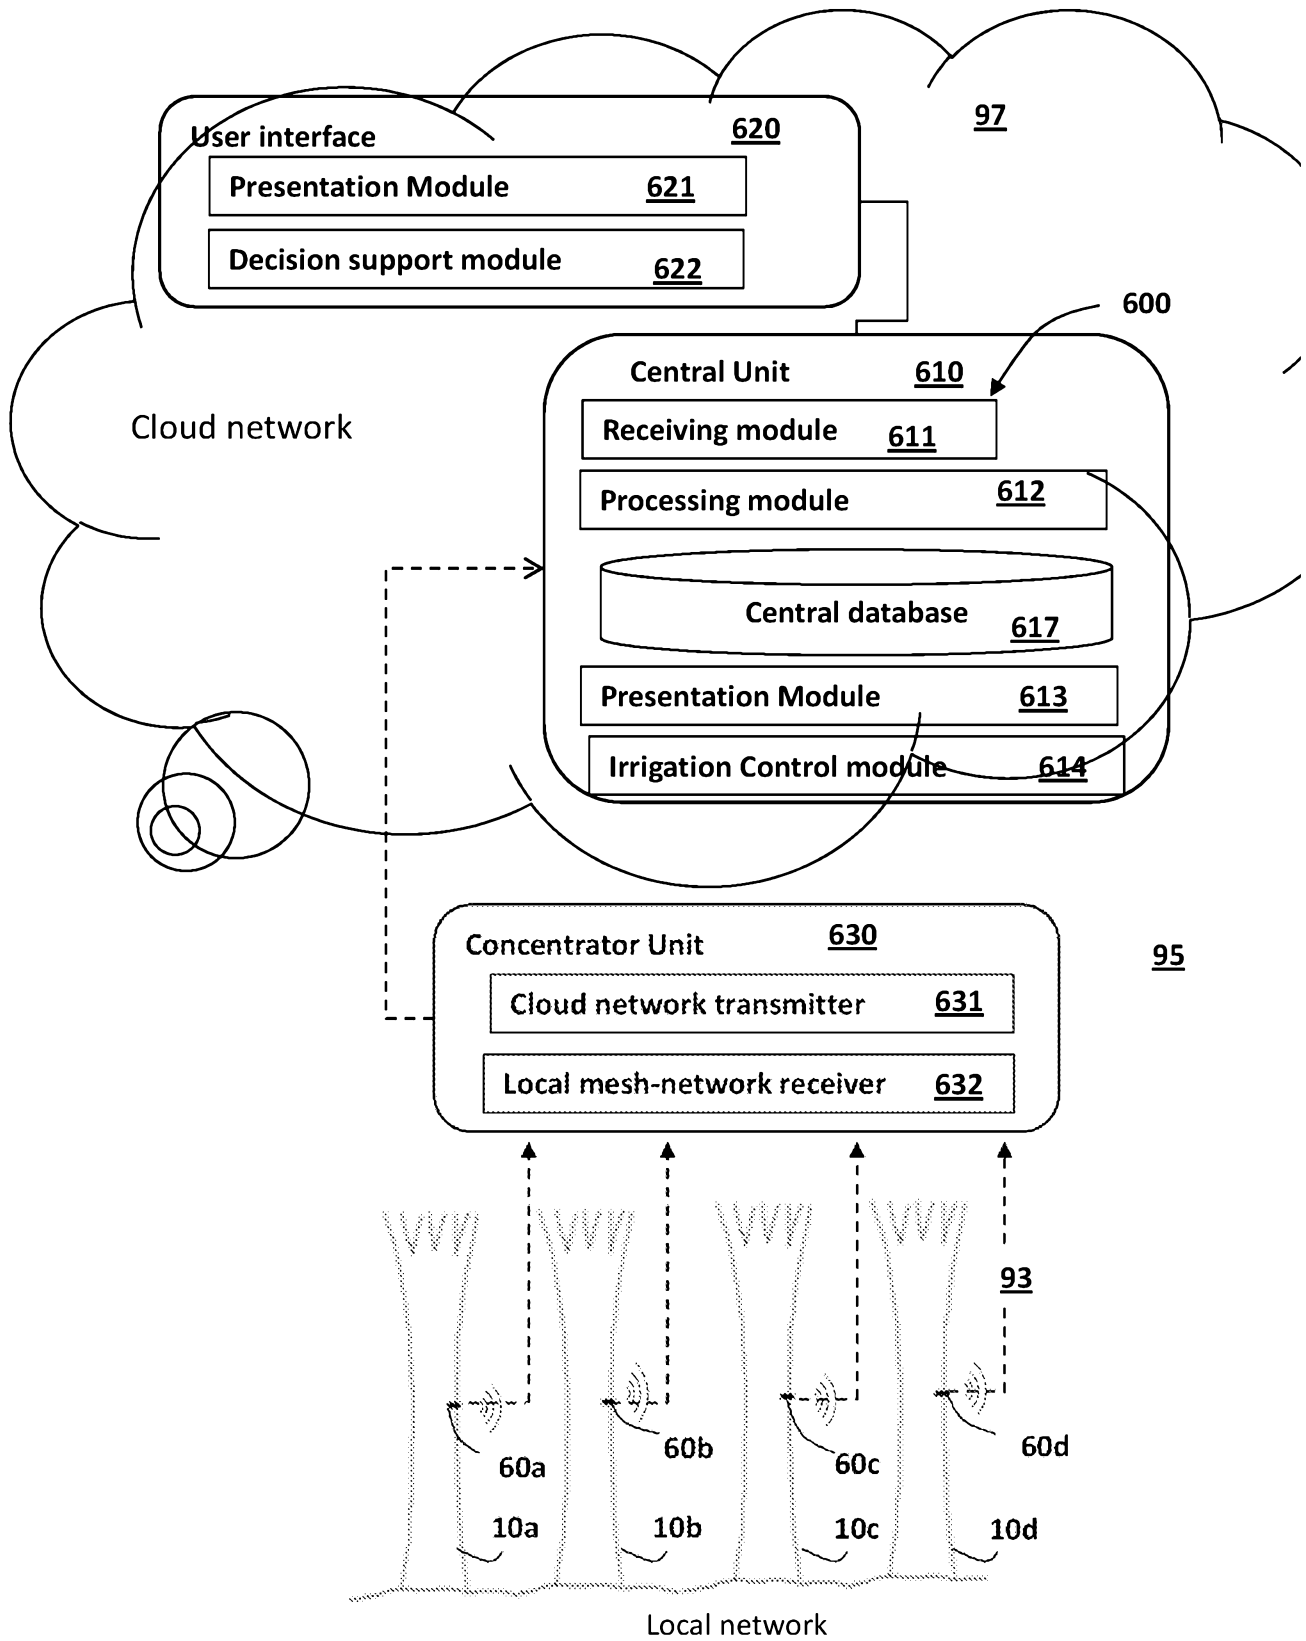 97
User interface 620
Presentation Module 621
Decision support module 622
600
Central Unit 610
Receiving module 611
Cloud network
Processing module 612
Central database 617
Presentation Module 613
Irrigation Control module 614
Concentrator Unit 630
95
Cloud network transmitter 631
Local mesh-network receiver 632
93
60a 60b 60c 60d
10a 10b 10c 10d
Local network